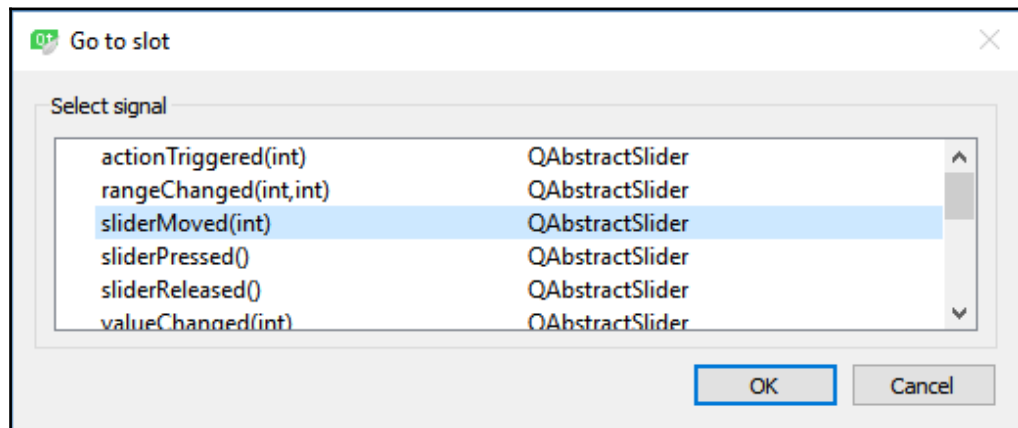 Qt Go to slot
Select signal
actionTriggered(int) QAbstractSlider
rangeChanged(int,int) QAbstractSlider
sliderMoved(int) QAbstractSlider
sliderPressed() QAbstractSlider
sliderReleased() QAbstractSlider
valueChanged(int) QAbstractSlider
OK Cancel